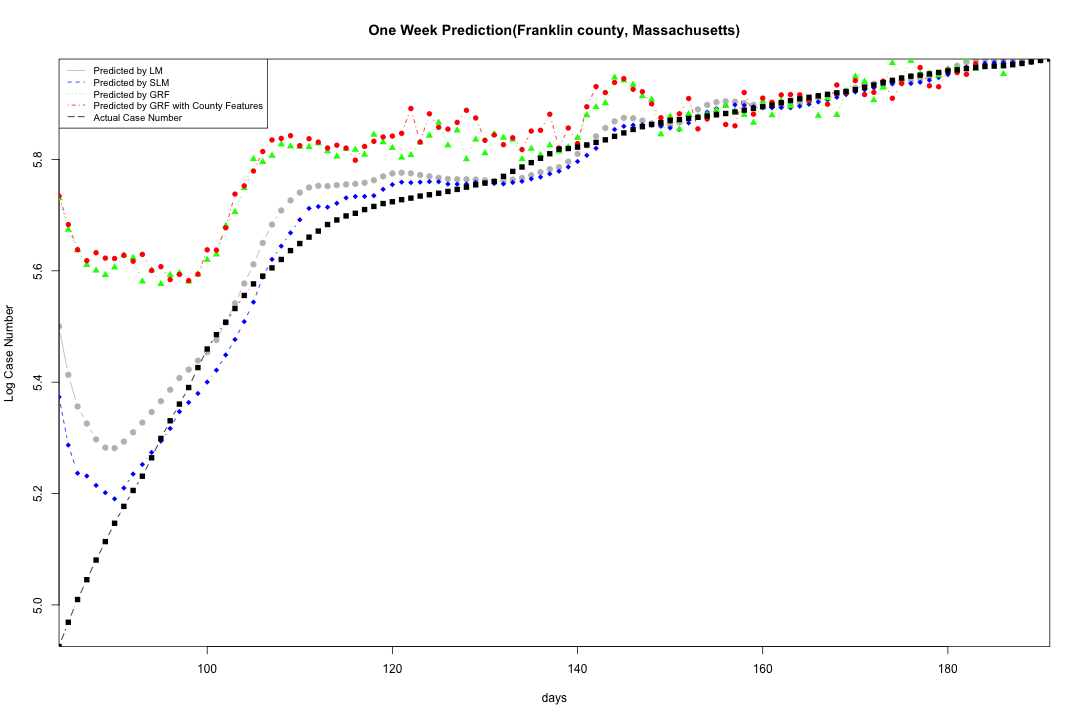 One Week Prediction(Franklin county, Massachusetts)
Predicted by LM
Predicted by SLM
Predicted by GRF
Predicted by GRF with County Features
Actual Case Number
Log Case Number
5.8
5.6
5.4
5.2
5.0
100 120 140 160 180
days